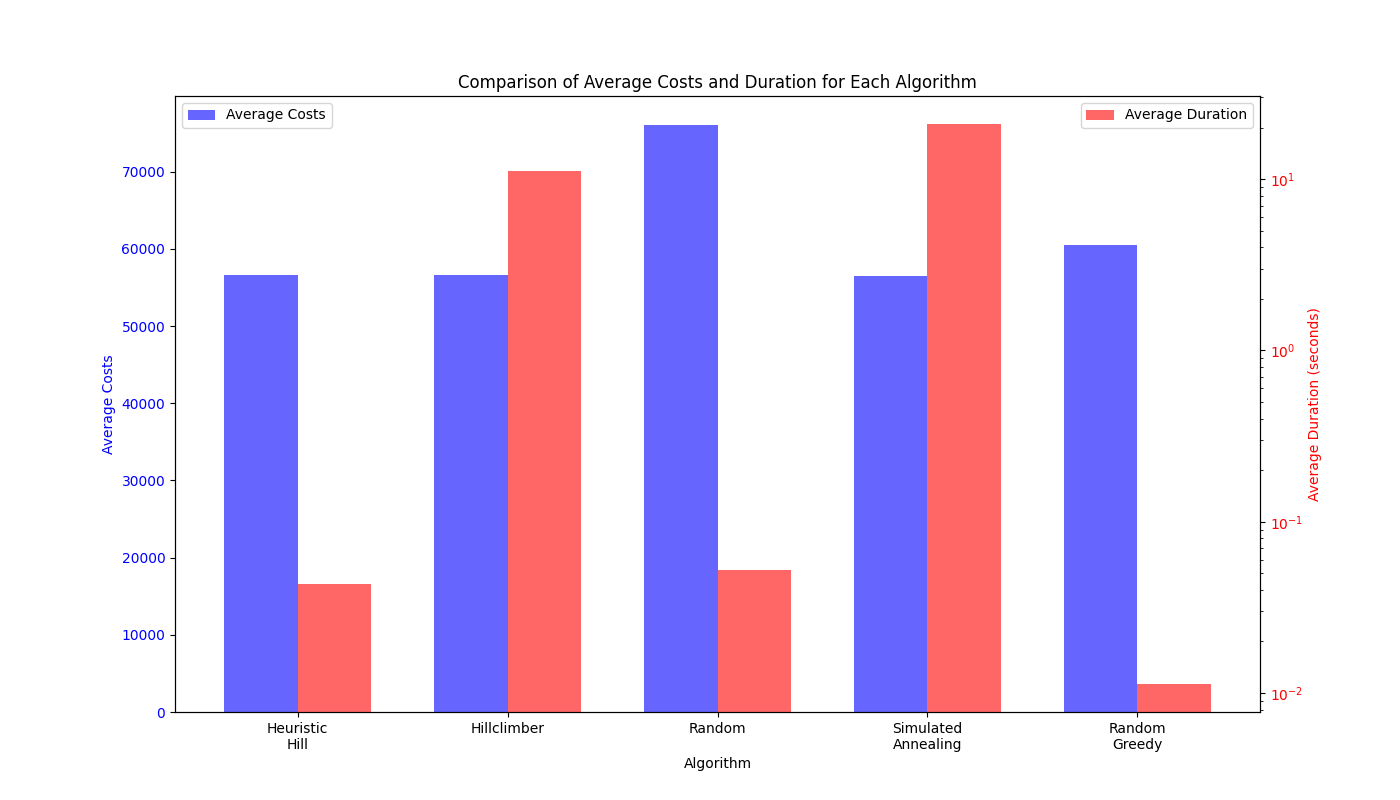 Comparison of Average Costs and Duration for Each Algorithm
Average Costs
Average Duration
70000
60000
50000
40000
30000
20000
10000
0
Average Costs
10¹
10⁰
10⁻¹
10⁻²
Average Duration (seconds)
Heuristic
Hill
Hillclimber
Random
Simulated
Annealing
Random
Greedy
Algorithm